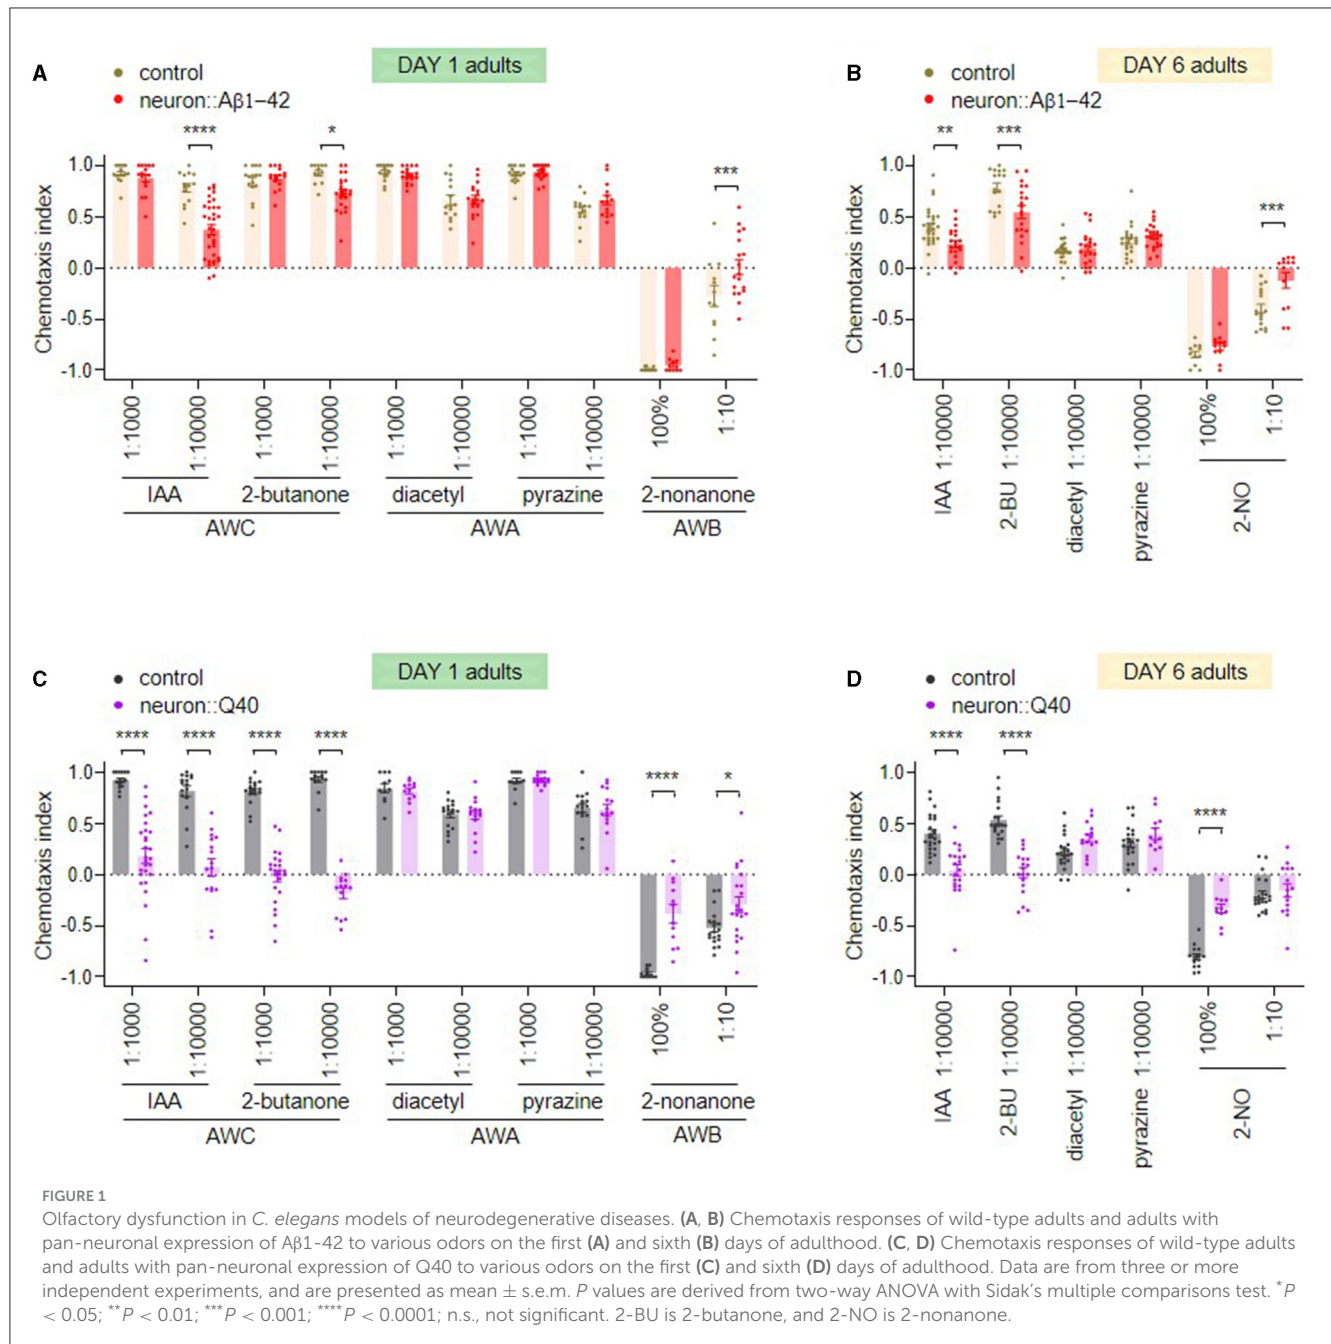 A
control
neuron::Aβ1–42
DAY 1 adults
****
*
***
Chemotaxis index
1.0
0.5
0.0
-0.5
-1.0
1:1000
1:10000
1:1000
1:10000
1:1000
1:10000
1:1000
1:10000
100%
1:10
IAA
2-butanone
diacetyl
pyrazine
2-nonanone
AWC
AWA
AWB
B
control
neuron::Aβ1–42
DAY 6 adults
**
***
***
Chemotaxis index
1.0
0.5
0.0
-0.5
-1.0
IAA 1:10000
2-BU 1:10000
diacetyl 1:10000
pyrazine 1:10000
100%
1:10
2-NO
C
control
neuron::Q40
DAY 1 adults
****
****
****
****
****
*
Chemotaxis index
1.0
0.5
0.0
-0.5
-1.0
1:1000
1:10000
1:1000
1:10000
1:1000
1:10000
1:1000
1:10000
100%
1:10
IAA
2-butanone
diacetyl
pyrazine
2-nonanone
AWC
AWA
AWB
D
control
neuron::Q40
DAY 6 adults
****
****
****
Chemotaxis index
1.0
0.5
0.0
-0.5
-1.0
IAA 1:10000
2-BU 1:10000
diacetyl 1:10000
pyrazine 1:10000
100%
1:10
2-NO
FIGURE 1
Olfactory dysfunction in C. elegans models of neurodegenerative diseases. (A, B) Chemotaxis responses of wild-type adults and adults with
pan-neuronal expression of Aβ1-42 to various odors on the first (A) and sixth (B) days of adulthood. (C, D) Chemotaxis responses of wild-type adults
and adults with pan-neuronal expression of Q40 to various odors on the first (C) and sixth (D) days of adulthood. Data are from three or more
independent experiments, and are presented as mean ± s.e.m. P values are derived from two-way ANOVA with Sidak's multiple comparisons test. *P
< 0.05; **P < 0.01; ***P < 0.001; ****P < 0.0001; n.s., not significant. 2-BU is 2-butanone, and 2-NO is 2-nonanone.